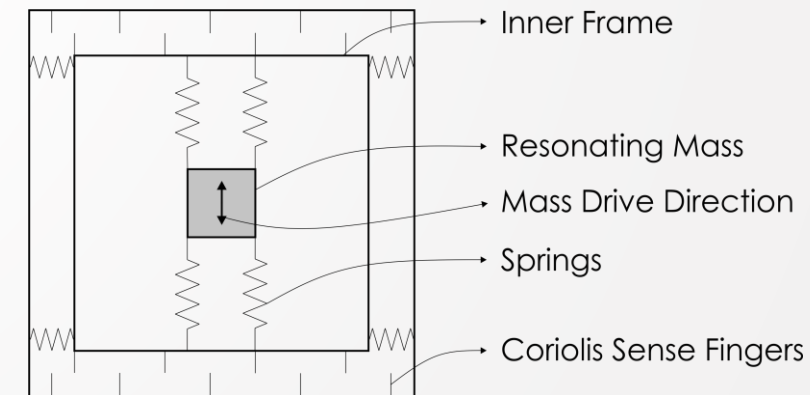 Inner Frame
Resonating Mass
Mass Drive Direction
Springs
Coriolis Sense Fingers